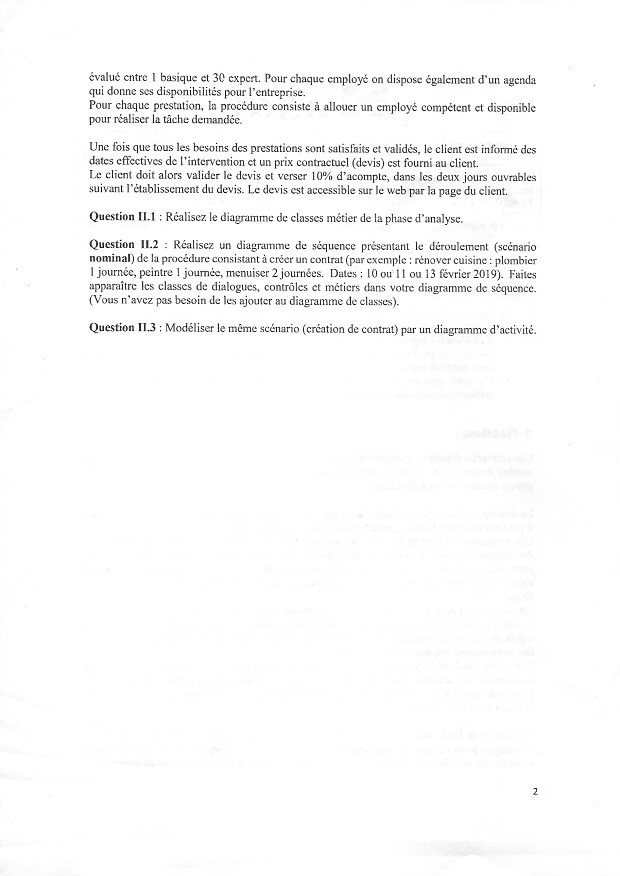 évalué entre 1 basique et 30 expert. Pour chaque employé on dispose également d'un agenda
qui donne ses disponibilités pour l'entreprise.
Pour chaque prestation, la procédure consiste à allouer un employé compétent et disponible
pour réaliser la tâche demandée.
Une fois que tous les besoins des prestations sont satisfaits et validés, le client est informé des
dates effectives de l'intervention et un prix contractuel (devis) est fourni au client.
Le client doit alors valider le devis et verser 10% d'acompte, dans les deux jours ouvrables
suivant l'établissement du devis. Le devis est accessible sur le web par la page du client.
Question II.1 : Réalisez le diagramme de classes métier de la phase d'analyse.
Question II.2 : Réalisez un diagramme de séquence présentant le déroulement (scénario
nominal) de la procédure consistant à créer un contrat (par exemple : rénover cuisine : plombier
1 journée, peintre 1 journée, menuiser 2 journées. Dates : 10 ou 11 ou 13 février 2019). Faites
apparaître les classes de dialogues, contrôles et métiers dans votre diagramme de séquence.
(Vous n'avez pas besoin de les ajouter au diagramme de classes).
Question II.3 : Modéliser le même scénario (création de contrat) par un diagramme d'activité.
2